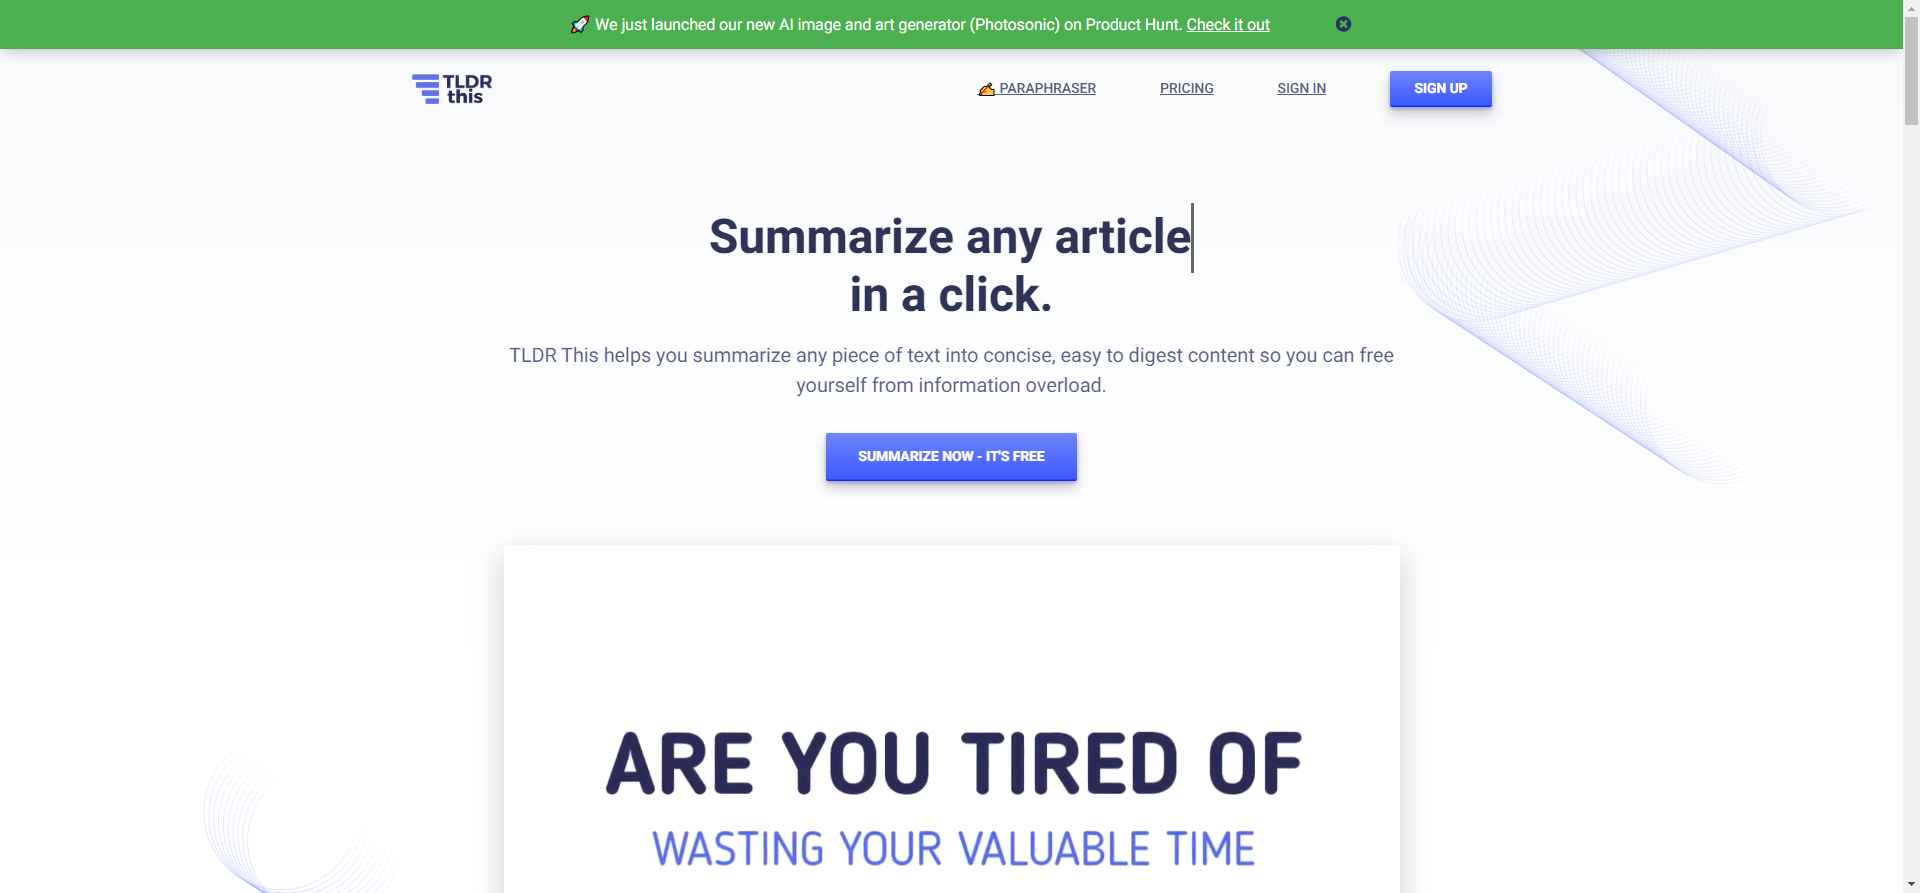 🚀 We just launched our new AI image and art generator (Photosonic) on Product Hunt. Check it out
TLDR
this
✍ PARAPHRASER
PRICING
SIGN IN
SIGN UP
Summarize any article
in a click.
TLDR This helps you summarize any piece of text into concise, easy to digest content so you can free
yourself from information overload.
SUMMARIZE NOW - IT'S FREE
ARE YOU TIRED OF
WASTING YOUR VALUABLE TIME